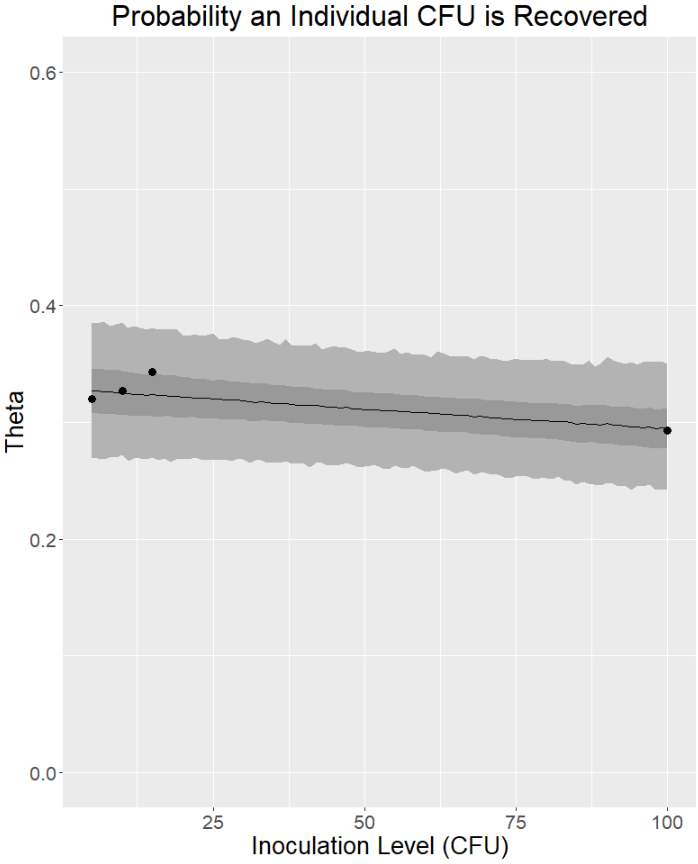 Probability an Individual CFU is Recovered
0.6
0.4
0.2
0.0
Theta
25 50 75 100
Inoculation Level (CFU)